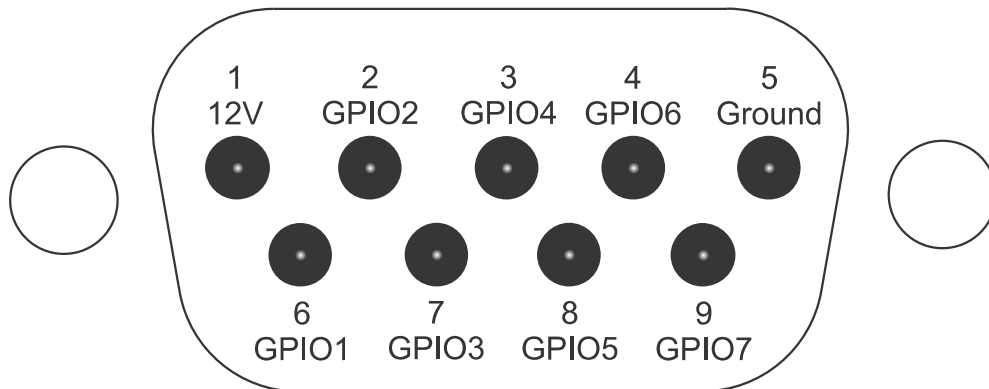 1 2 3 4 5
12V GPIO2 GPIO4 GPIO6 Ground
6 7 8 9
GPIO1 GPIO3 GPIO5 GPIO7